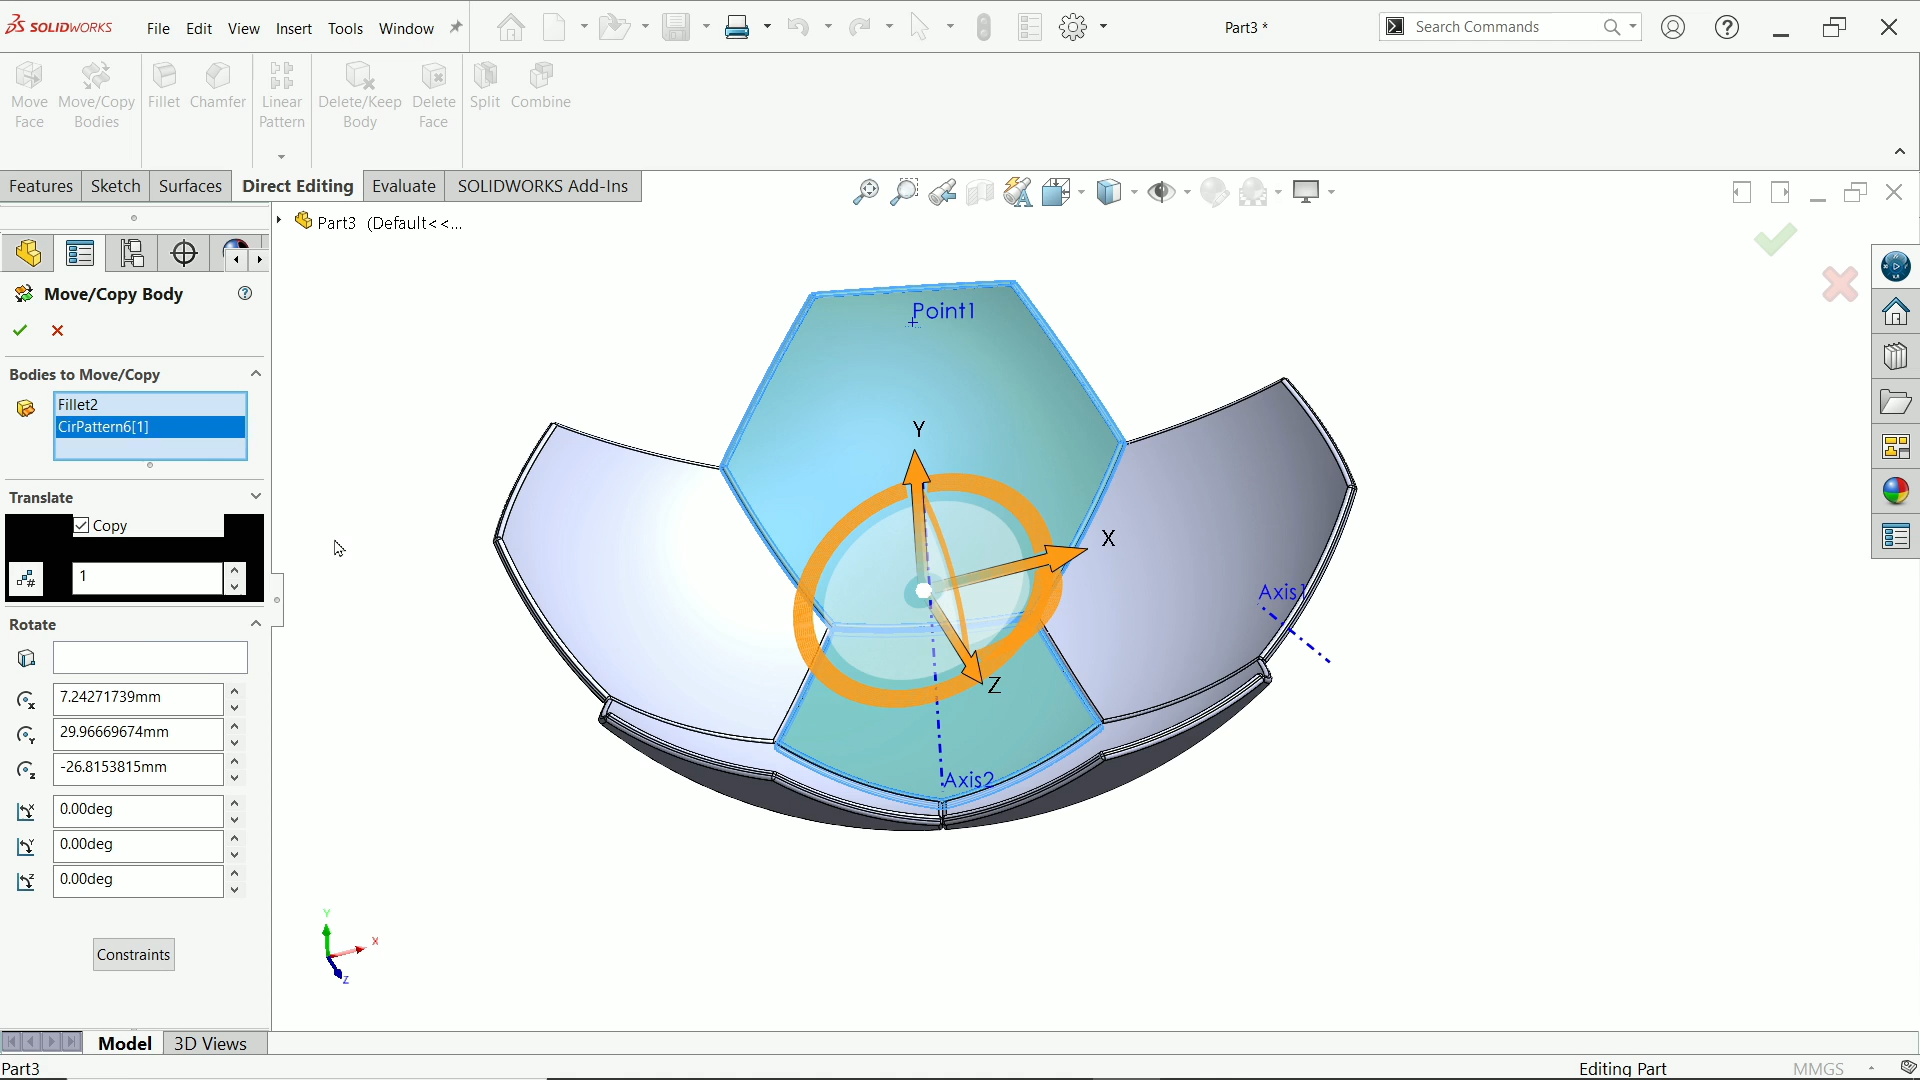 SOLIDWORKS File Edit View Insert Tools Window Part3 * Search Commands
Move Face
Move/Copy Bodies
Fillet
Chamfer
Linear Pattern
Delete/Keep Body
Delete Face
Split
Combine
Features Sketch Surfaces Direct Editing Evaluate SOLIDWORKS Add-Ins
Part3 (Default<<...
Move/Copy Body
Bodies to Move/Copy
Fillet2
CirPattern6[1]
Translate
Copy
1
Rotate
7.24271739mm
29.96669674mm
-26.8153815mm
0.00deg
0.00deg
0.00deg
Constraints
Point1
Y
X
Z
Axis1
Axis2
Y
X
Z
Model 3D Views
Part3 Editing Part MMGS